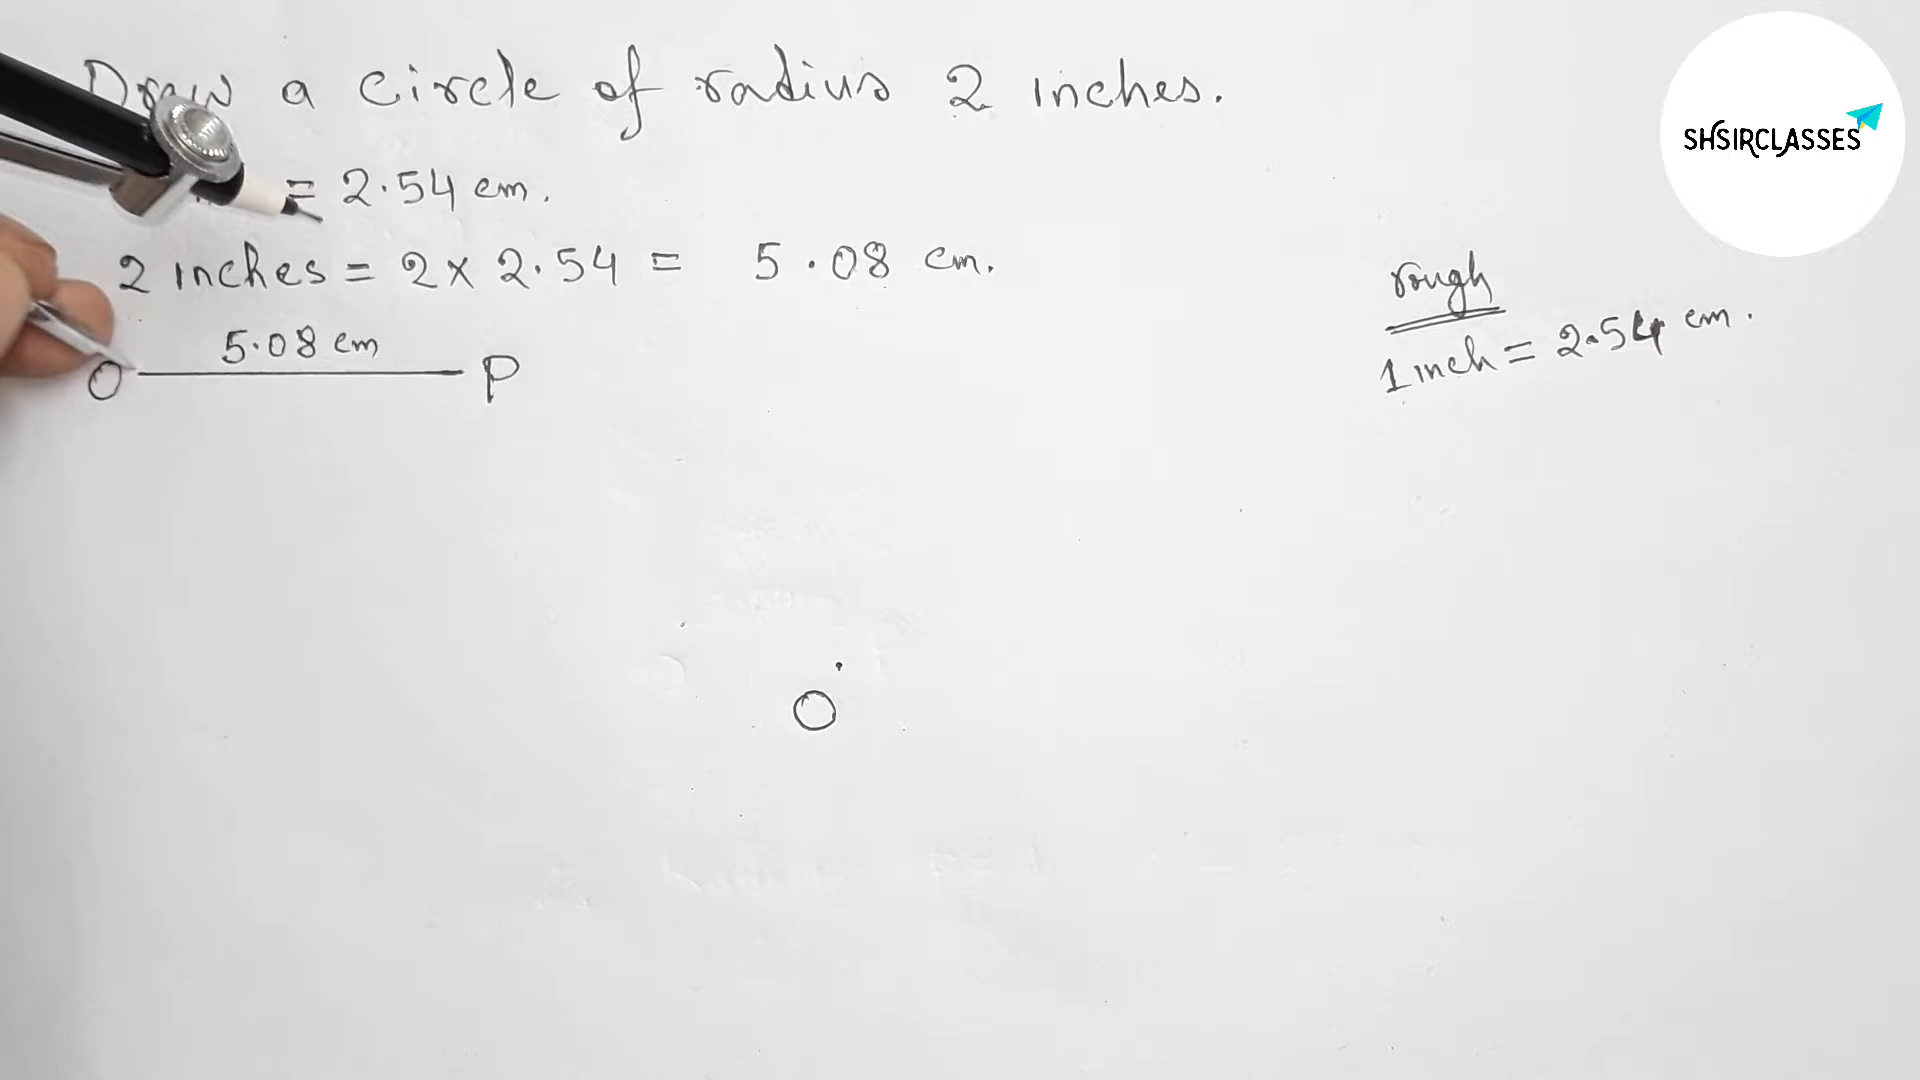 Draw a circle of radius 2 inches.
= 2.54 cm.
2 inches = 2 x 2.54 = 5.08 cm.
5.08 cm
O P
rough
1 inch = 2.54 cm.
O
SHSIRCLASSES